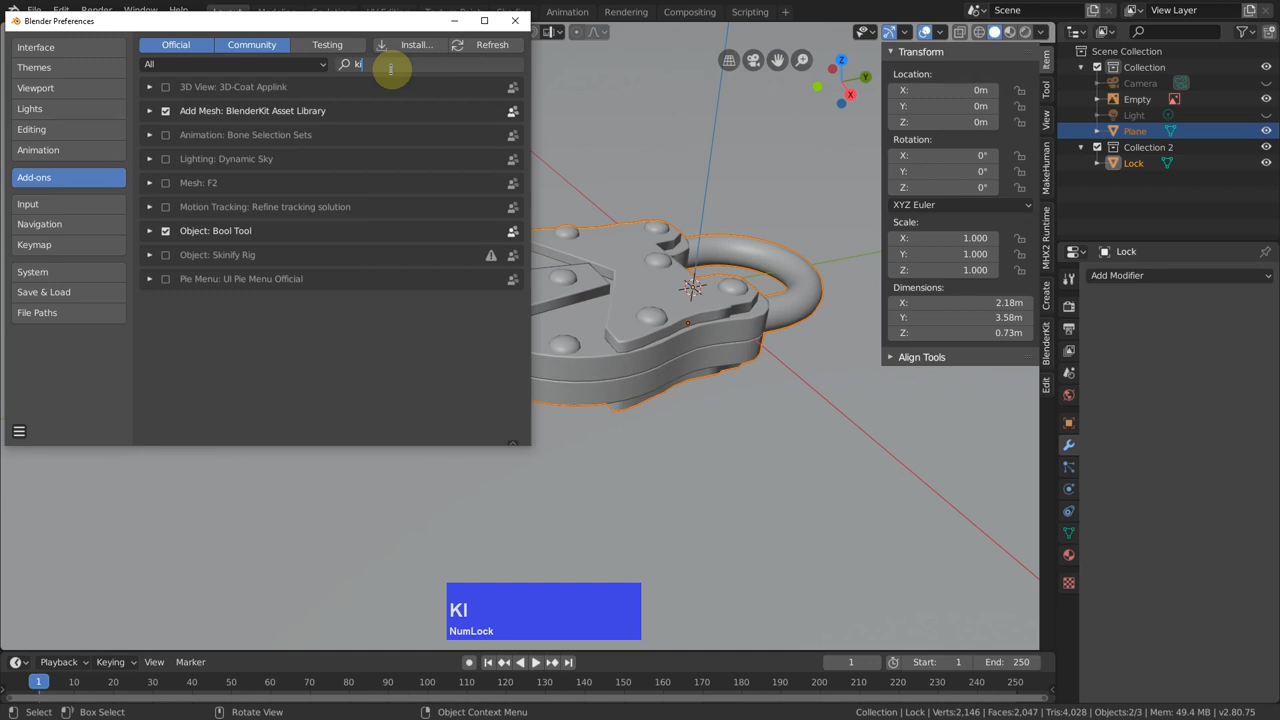 Blender Preferences
File Edit Render Window Help
Layout
Animation Rendering Compositing Scripting +
Scene
View Layer
Interface
Themes
Viewport
Lights
Editing
Animation
Add-ons
Input
Navigation
Keymap
System
Save & Load
File Paths
Official Community Testing Install... Refresh
All ki
3D View: 3D-Coat Applink
Add Mesh: BlenderKit Asset Library
Animation: Bone Selection Sets
Lighting: Dynamic Sky
Mesh: F2
Motion Tracking: Refine tracking solution
Object: Bool Tool
Object: Skinify Rig
Pie Menu: UI Pie Menu Official
Z
Y
X
Transform
Location:
X: 0m
Y: 0m
Z: 0m
Rotation:
X: 0°
Y: 0°
Z: 0°
XYZ Euler
Scale:
X: 1.000
Y: 1.000
Z: 1.000
Dimensions:
X: 2.18m
Y: 3.58m
Z: 0.73m
Align Tools
Item
Tool
View
MakeHuman
MHX2 Runtime
Create
BlenderKit
Edit
Scene Collection
Collection
Camera
Empty
Light
Plane
Collection 2
Lock
Lock
Add Modifier
KI
NumLock
Playback Keying View Marker
1 Start: 1 End: 250
1 10 20 30 40 50 60 70 80 90 100 110 120 130 140 150 160 170 180 190 200 210 220 230 240 250
Select Box Select Rotate View Object Context Menu
Collection | Lock | Verts:2,146 | Faces:2,047 | Tris:4,028 | Objects:2/3 | Mem: 49.4 MB | v2.80.75